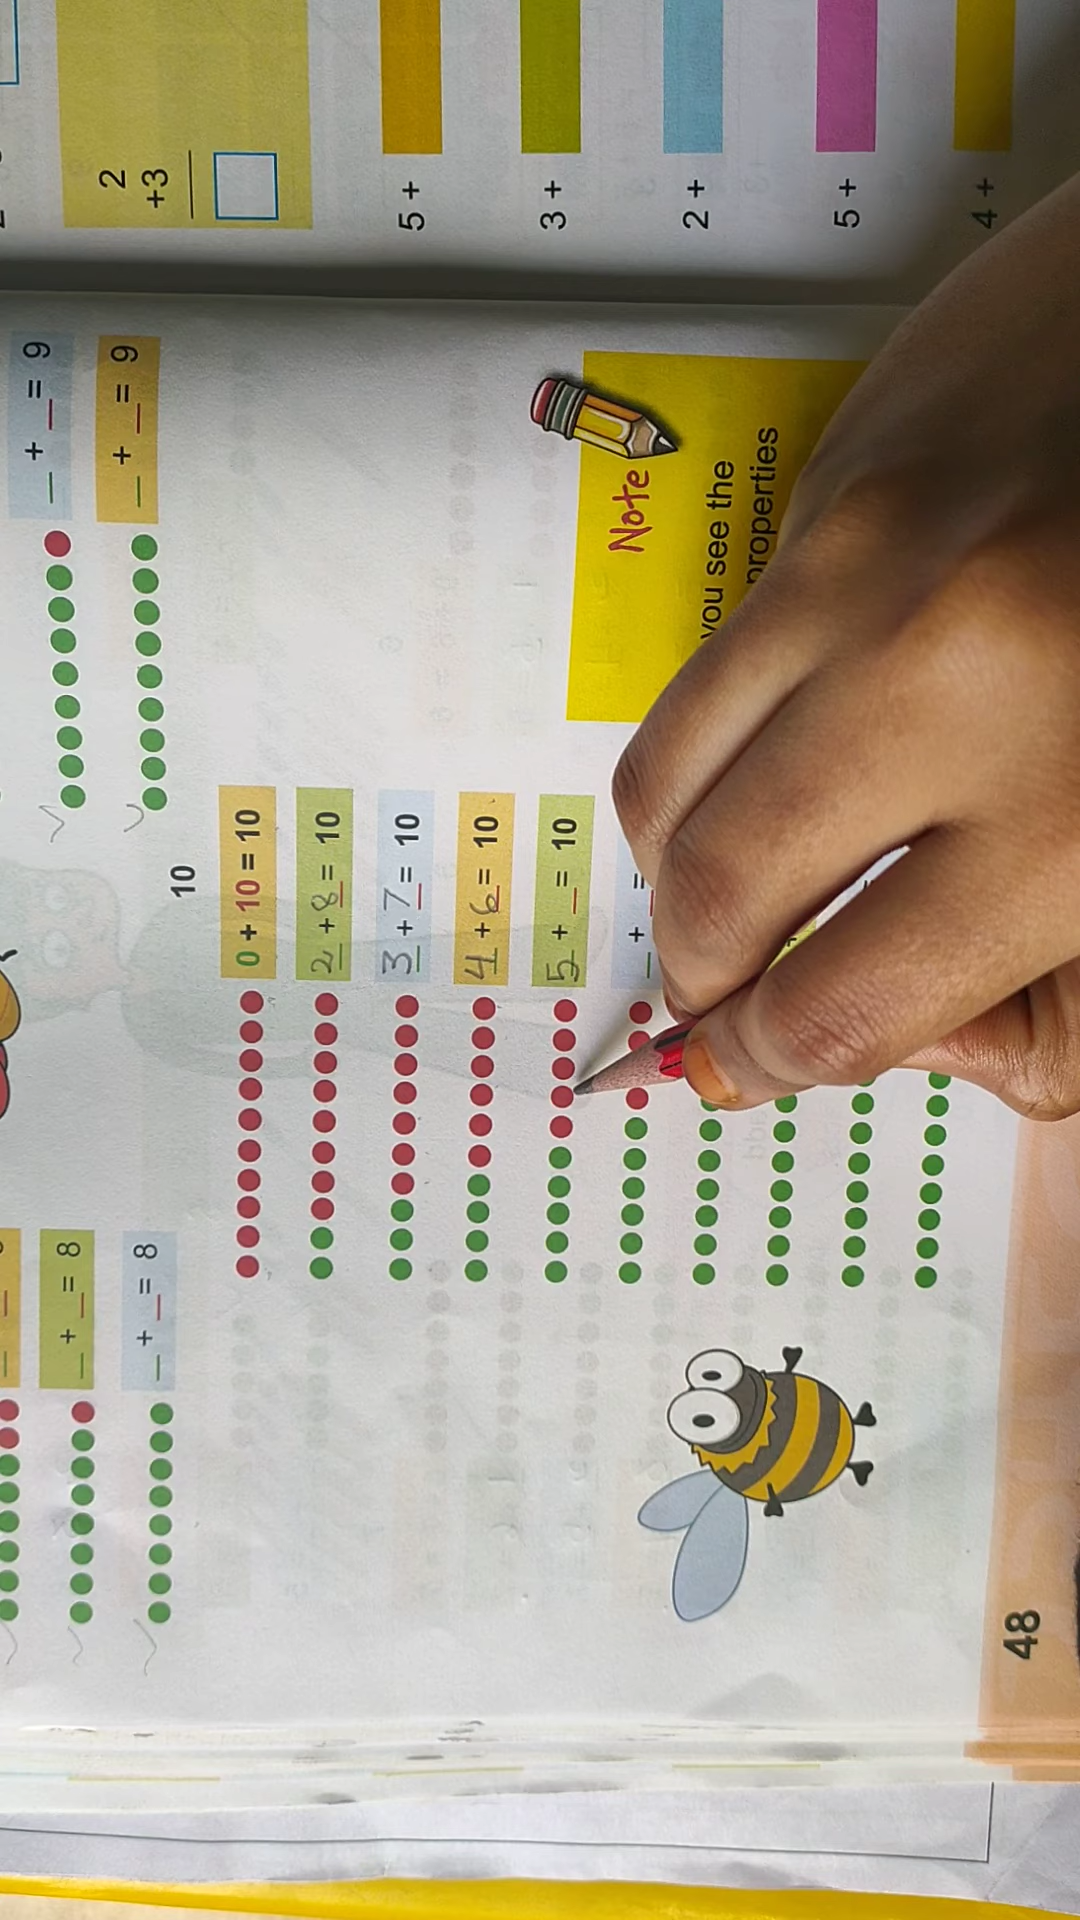 _ + _ = 8
_ + _ = 8
_ + _ = 9
_ + _ = 9
10
0 + 10 = 10
2 + 8 = 10
3 + 7 = 10
4 + 6 = 10
5 + _ = 10
_ + _ =
Note
you see the
properties
48
2
+3
5 +
3 +
2 +
5 +
4 +